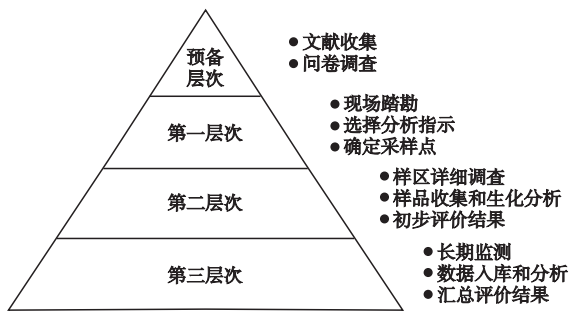 预备
层次
● 文献收集
● 问卷调查
第一层次
● 现场踏勘
● 选择分析指示
● 确定采样点
第二层次
● 样区详细调查
● 样品收集和生化分析
● 初步评价结果
第三层次
● 长期监测
● 数据入库和分析
● 汇总评价结果